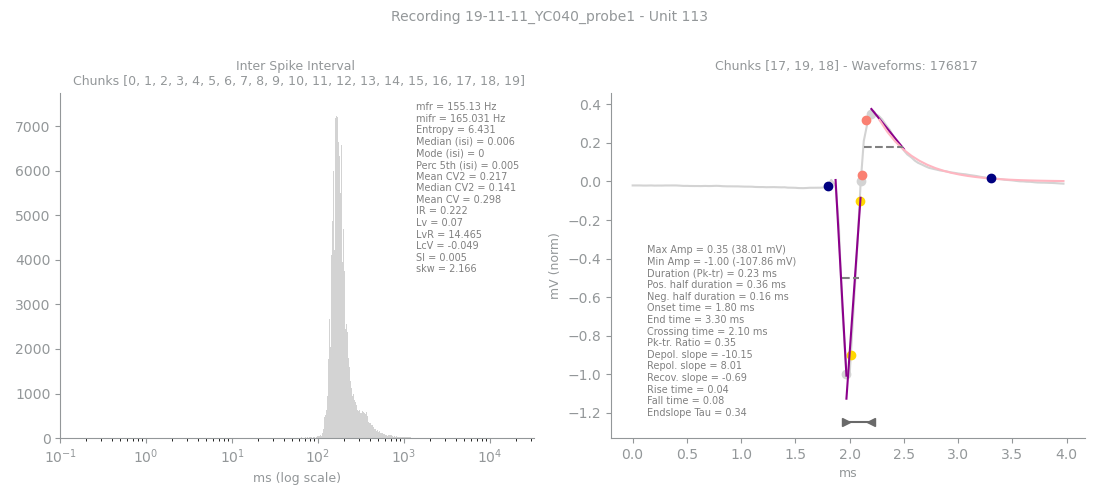 Recording 19-11-11_YC040_probe1 - Unit 113
Inter Spike Interval
Chunks [0, 1, 2, 3, 4, 5, 6, 7, 8, 9, 10, 11, 12, 13, 14, 15, 16, 17, 18, 19]
mfr = 155.13 Hz
mifr = 165.031 Hz
Entropy = 6.431
Median (isi) = 0.006
Mode (isi) = 0
Perc 5th (isi) = 0.005
Mean CV2 = 0.217
Median CV2 = 0.141
Mean CV = 0.298
IR = 0.222
Lv = 0.07
LvR = 14.465
LcV = -0.049
SI = 0.005
skw = 2.166
7000
6000
5000
4000
3000
2000
1000
0
10⁻¹ 10⁰ 10¹ 10² 10³ 10⁴
ms (log scale)
Chunks [17, 19, 18] - Waveforms: 176817
mV (norm)
0.4
0.2
0.0
−0.2
−0.4
−0.6
−0.8
−1.0
−1.2
Max Amp = 0.35 (38.01 mV)
Min Amp = -1.00 (-107.86 mV)
Duration (Pk-tr) = 0.23 ms
Pos. half duration = 0.36 ms
Neg. half duration = 0.16 ms
Onset time = 1.80 ms
End time = 3.30 ms
Crossing time = 2.10 ms
Pk-tr. Ratio = 0.35
Depol. slope = -10.15
Repol. slope = 8.01
Recov. slope = -0.69
Rise time = 0.04
Fall time = 0.08
Endslope Tau = 0.34
0.0 0.5 1.0 1.5 2.0 2.5 3.0 3.5 4.0
ms